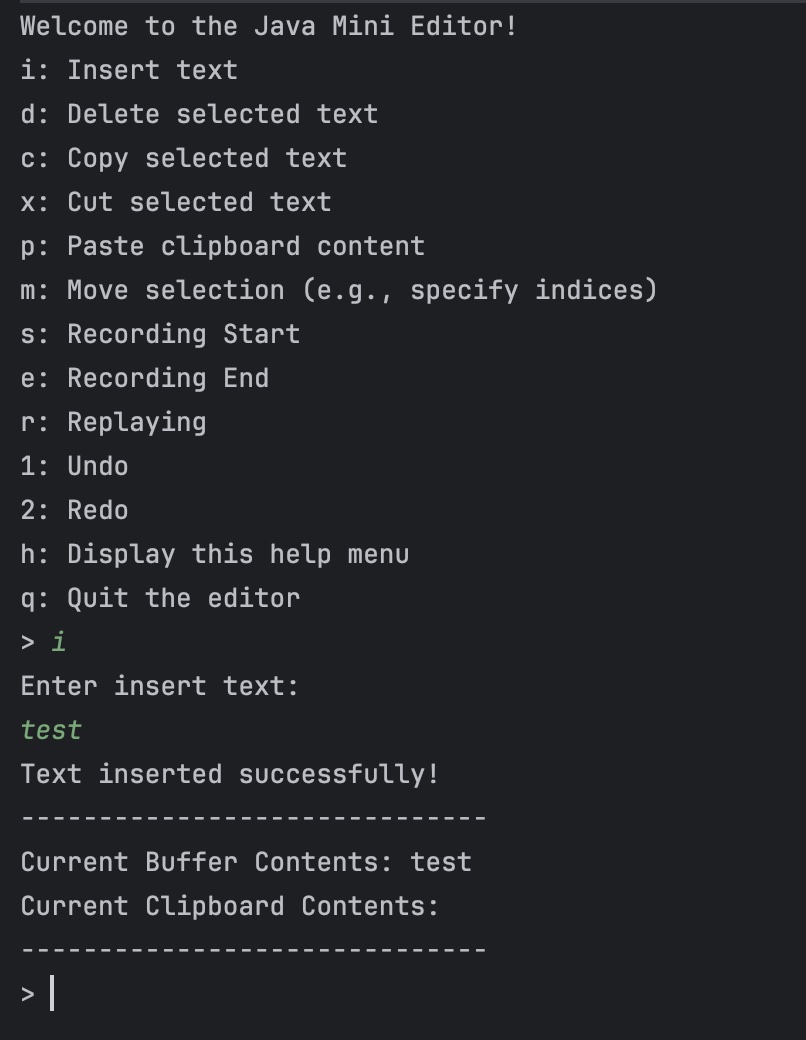 Welcome to the Java Mini Editor!
i: Insert text
d: Delete selected text
c: Copy selected text
x: Cut selected text
p: Paste clipboard content
m: Move selection (e.g., specify indices)
s: Recording Start
e: Recording End
r: Replaying
1: Undo
2: Redo
h: Display this help menu
q: Quit the editor
> i
Enter insert text:
test
Text inserted successfully!
------------------------------
Current Buffer Contents: test
Current Clipboard Contents:
------------------------------
>